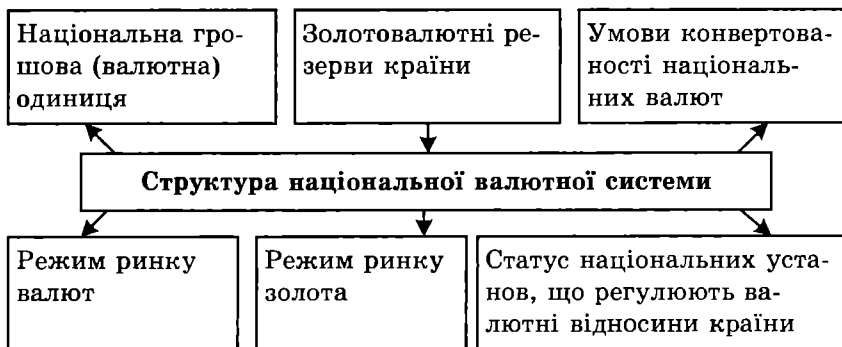 Національна гро-
шова (валютна)
одиниця
Золотовалютні ре-
зерви країни
Умови конвертова-
ності національ-
них валют
Структура національної валютної системи
Режим ринку
валют
Режим ринку
золота
Статус національних уста-
нов, що регулюють ва-
лютні відносини країни